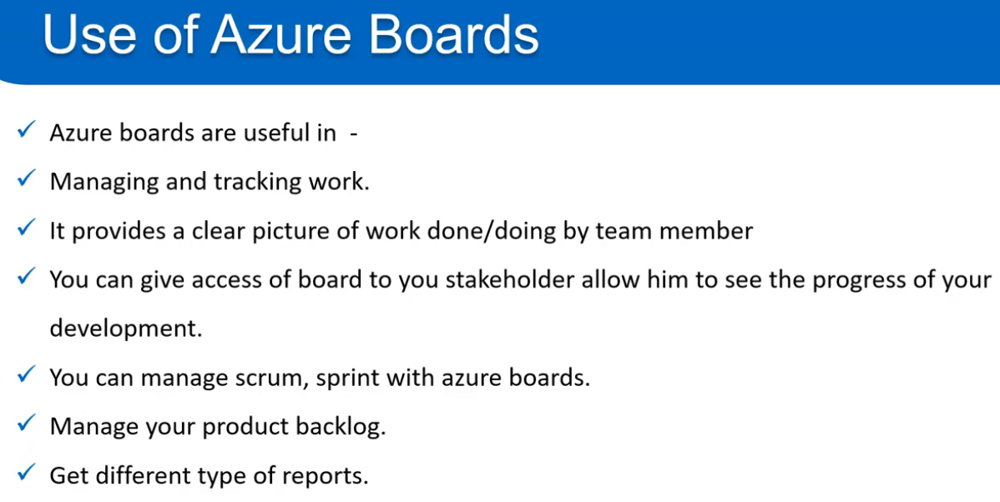 Use of Azure Boards
✓ Azure boards are useful in -
✓ Managing and tracking work.
✓ It provides a clear picture of work done/doing by team member
✓ You can give access of board to you stakeholder allow him to see the progress of your
development.
✓ You can manage scrum, sprint with azure boards.
✓ Manage your product backlog.
✓ Get different type of reports.